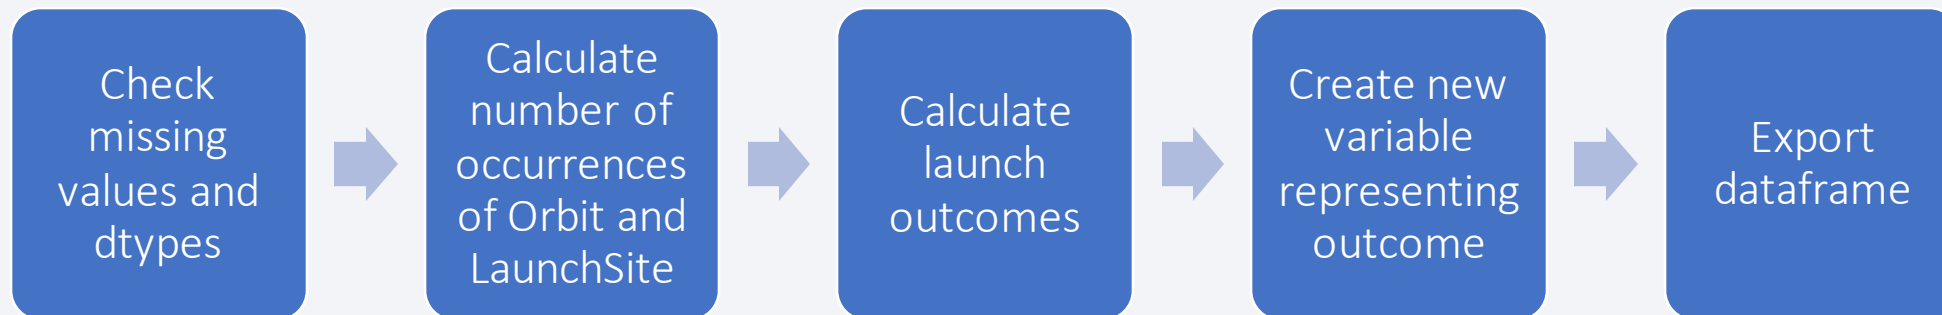 Check
missing
values and
dtypes
Calculate
number of
occurrences
of Orbit and
LaunchSite
Calculate
launch
outcomes
Create new
variable
representing
outcome
Export
dataframe